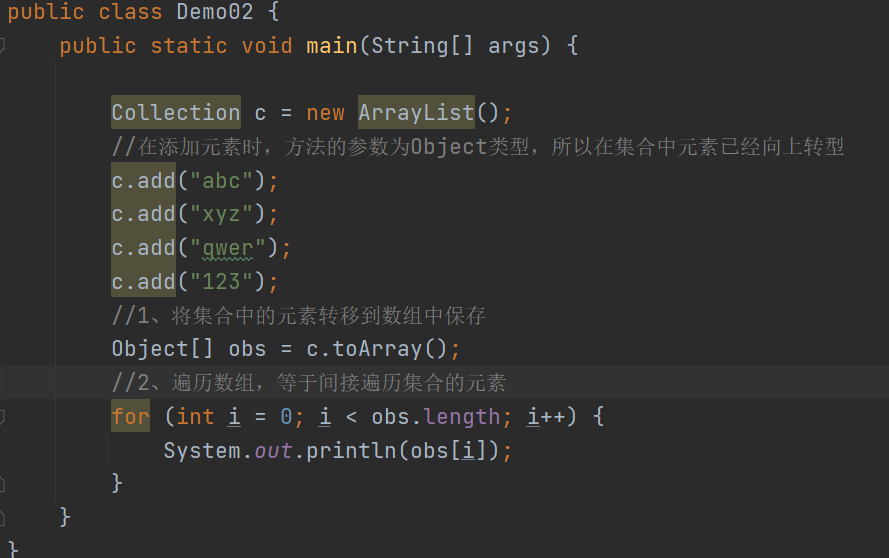 public class Demo02 {
public static void main(String[] args) {
Collection c = new ArrayList();
//在添加元素时，方法的参数为Object类型，所以在集合中元素已经向上转型
c.add("abc");
c.add("xyz");
c.add("qwer");
c.add("123");
//1、将集合中的元素转移到数组中保存
Object[] obs = c.toArray();
//2、遍历数组，等于间接遍历集合的元素
for (int i = 0; i < obs.length; i++) {
System.out.println(obs[i]);
}
}
}